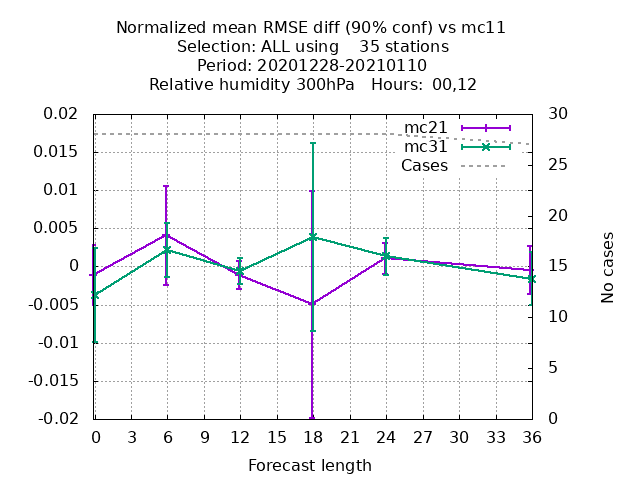 Normalized mean RMSE diff (90% conf) vs mc11
Selection: ALL using    35 stations
Period: 20201228-20210110
Relative humidity 300hPa   Hours:  00,12
0.02
0.015
0.01
0.005
0
-0.005
-0.01
-0.015
-0.02
30
25
20
15
10
5
0
mc21
mc31
Cases
No cases
0 3 6 9 12 15 18 21 24 27 30 33 36
Forecast length